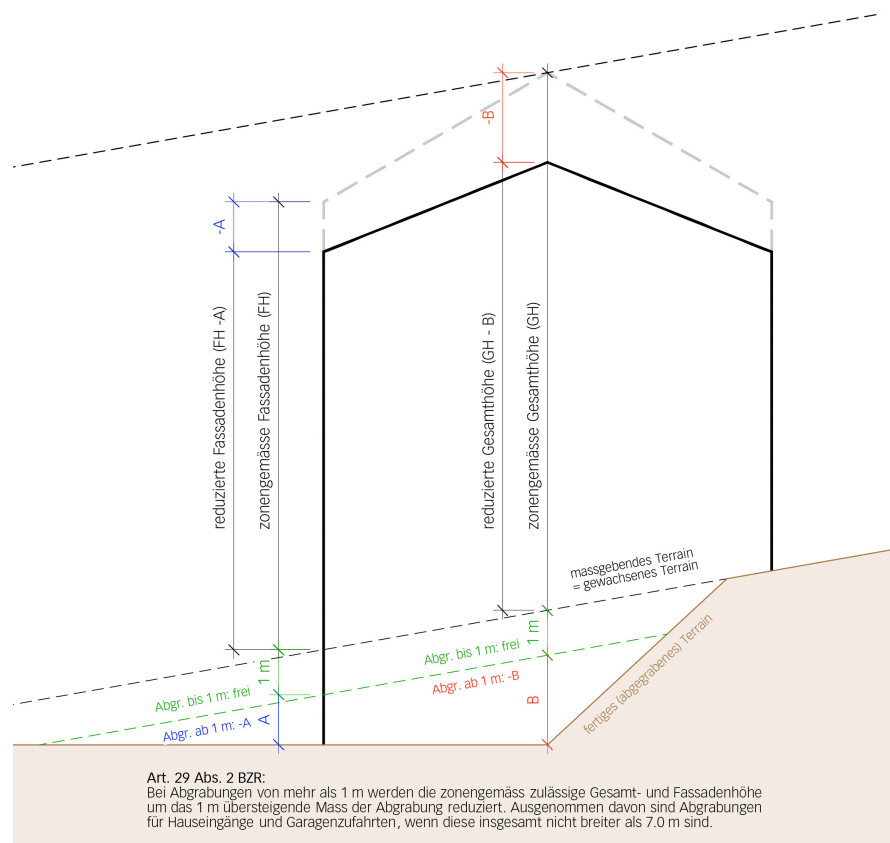 -B
-A
reduzierte Fassadenhöhe (FH -A)
zonengemässe Fassadenhöhe (FH)
reduzierte Gesamthöhe (GH - B)
zonengemässe Gesamthöhe (GH)
massgebendes Terrain
= gewachsenes Terrain
1 m
Abgr. bis 1 m: frei
Abgr. ab 1 m: -B
B
fertiges (abgegrabenes) Terrain
1 m
Abgr. bis 1 m: frei
Abgr. ab 1 m: -A
A
Art. 29 Abs. 2 BZR:
Bei Abgrabungen von mehr als 1 m werden die zonengemäss zulässige Gesamt- und Fassadenhöhe
um das 1 m übersteigende Mass der Abgrabung reduziert. Ausgenommen davon sind Abgrabungen
für Hauseingänge und Garagenzufahrten, wenn diese insgesamt nicht breiter als 7.0 m sind.